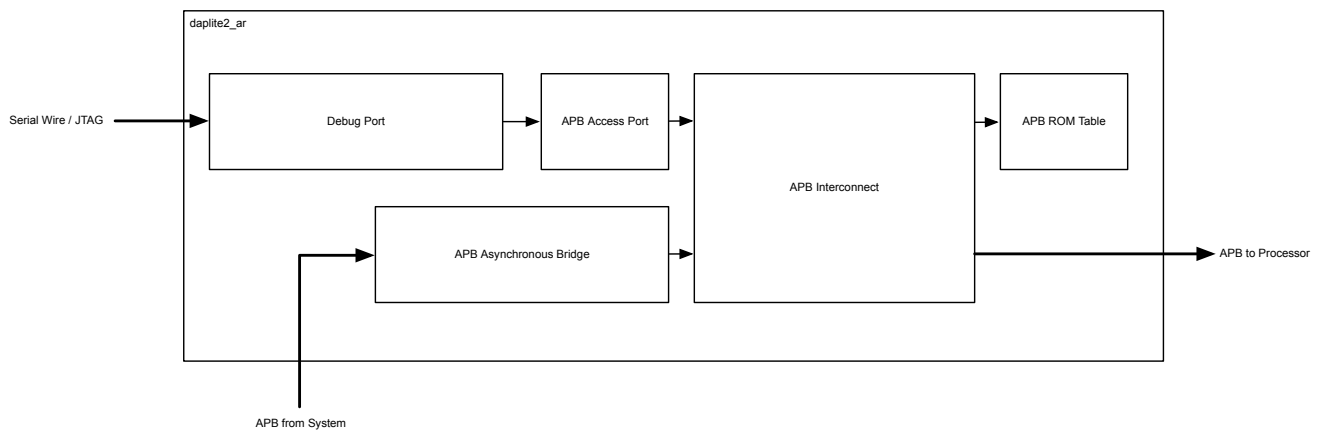 daplite2_ar
Serial Wire / JTAG
Debug Port
APB Access Port
APB ROM Table
APB Interconnect
APB Asynchronous Bridge
APB to Processor
APB from System